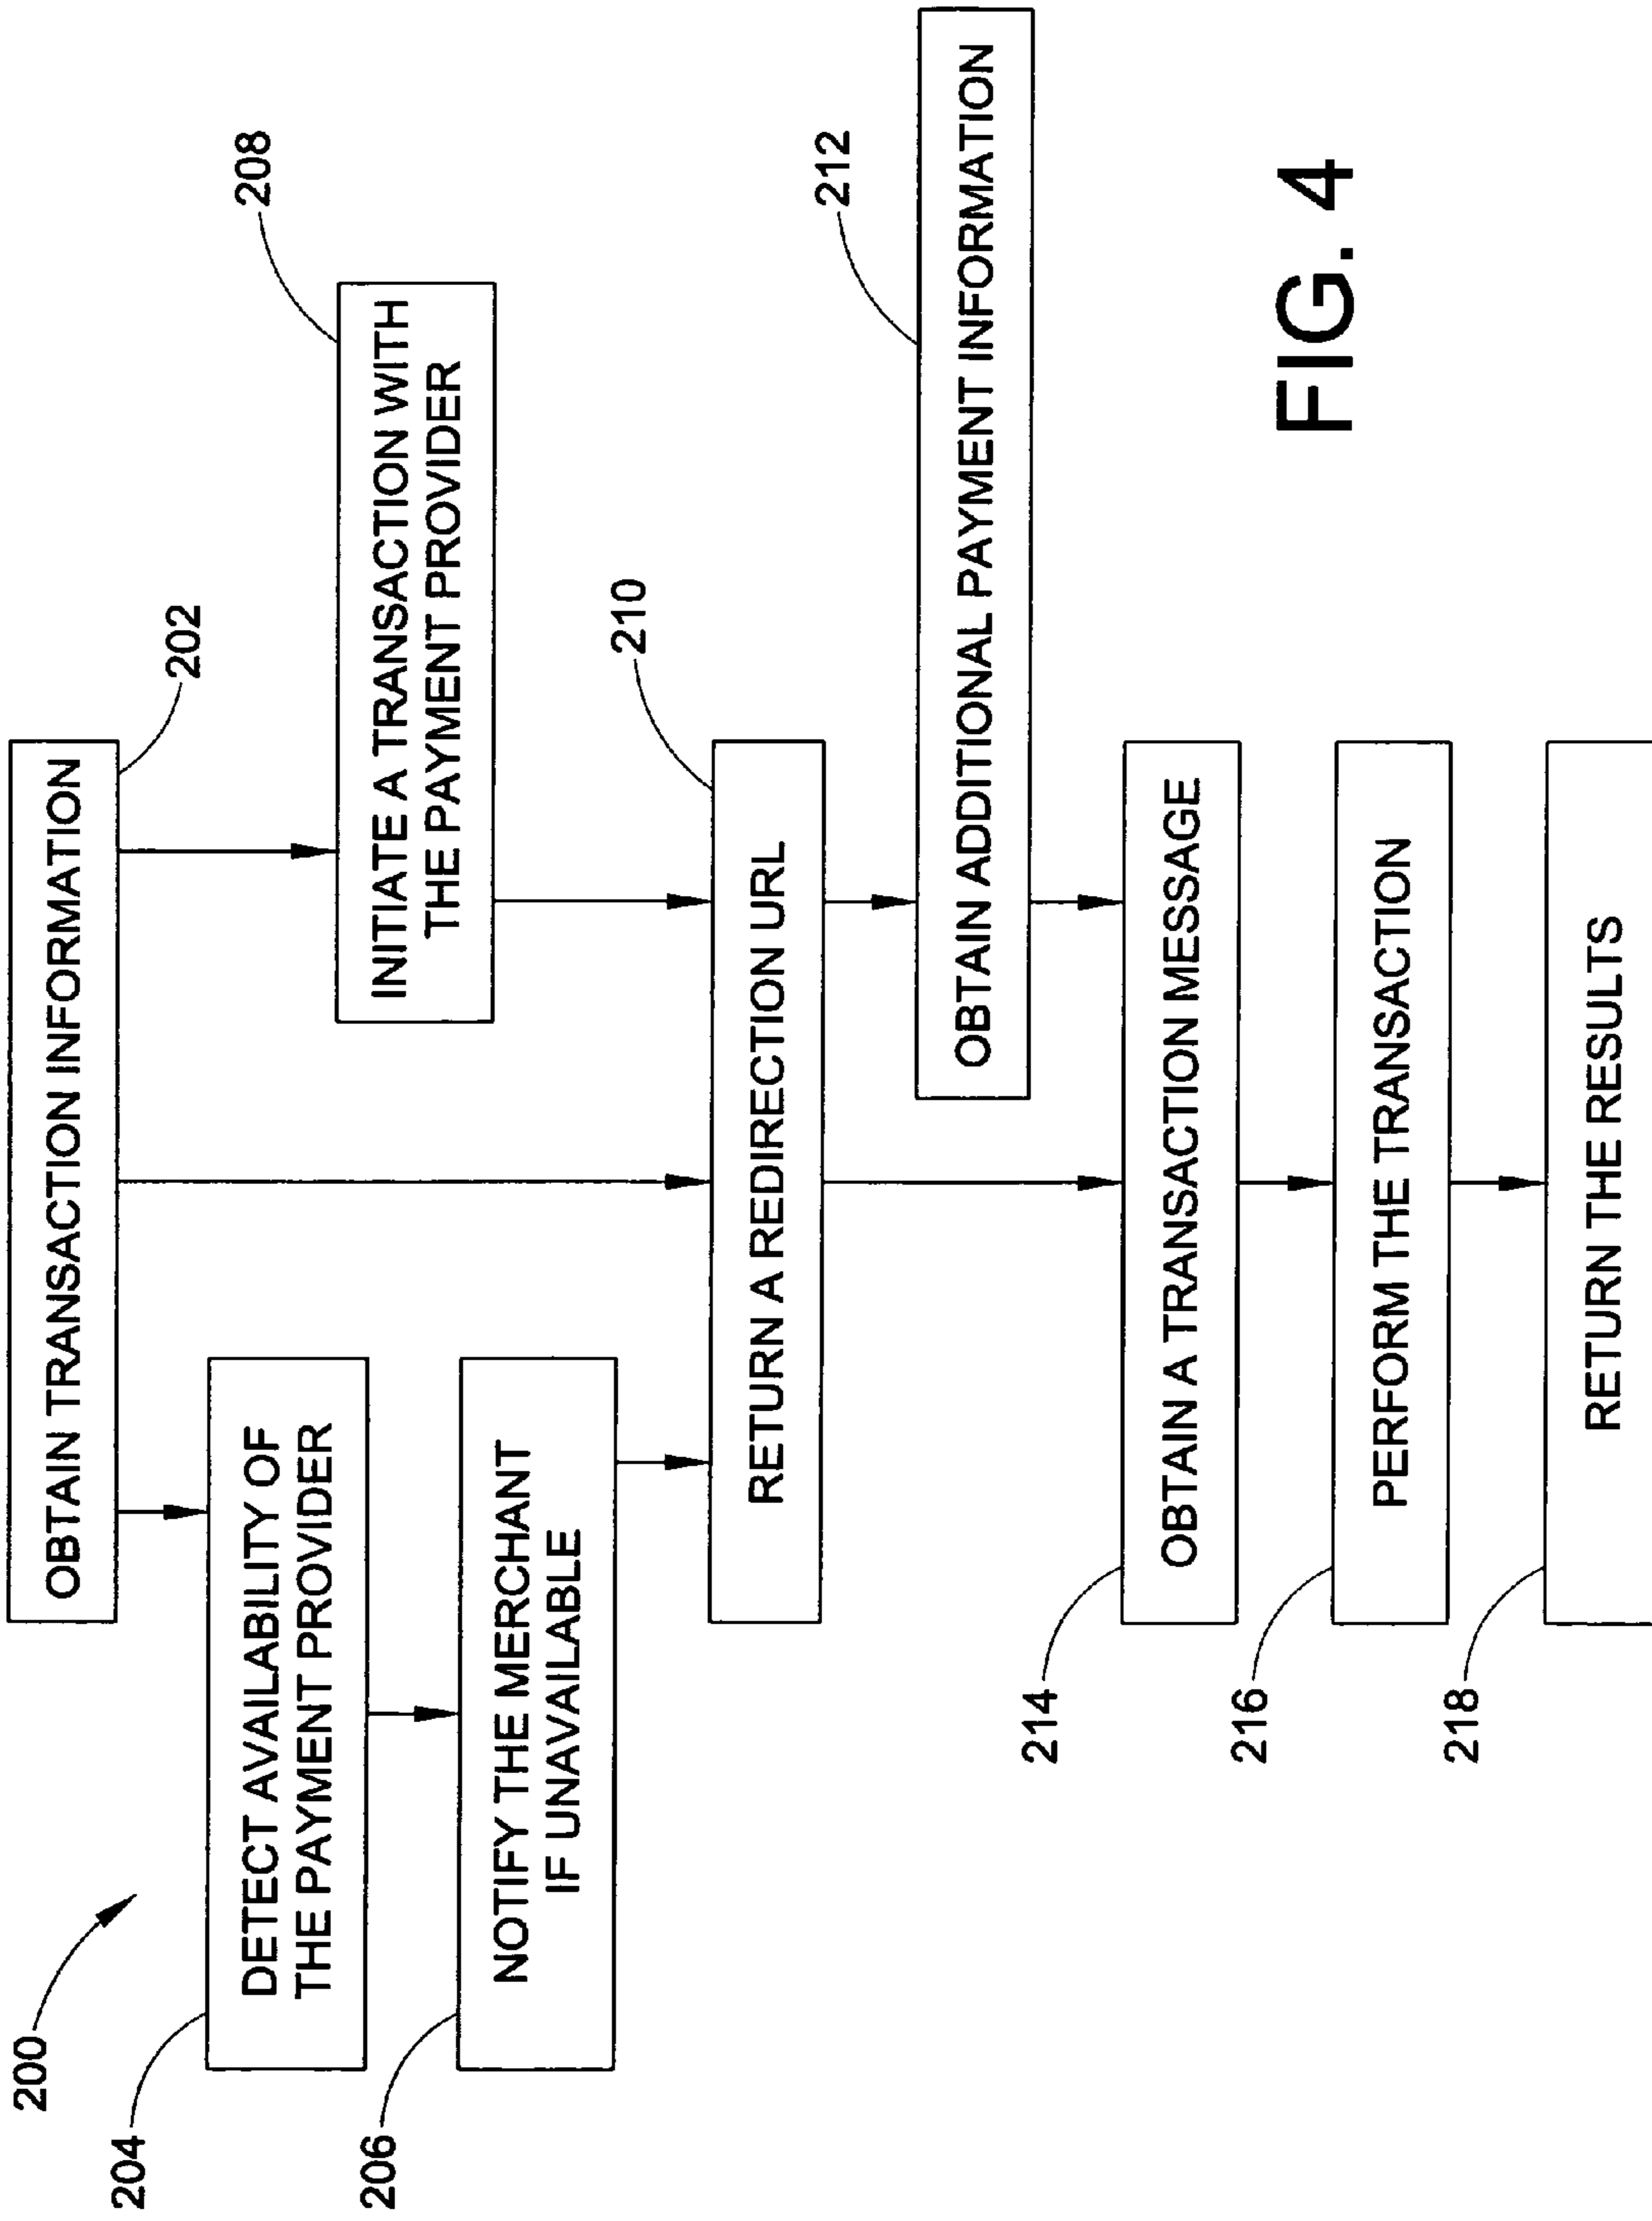 200
OBTAIN TRANSACTION INFORMATION
202
204
DETECT AVAILABILITY OF
THE PAYMENT PROVIDER
208
INITIATE A TRANSACTION WITH
THE PAYMENT PROVIDER
206
NOTIFY THE MERCHANT
IF UNAVAILABLE
210
RETURN A REDIRECTION URL
212
OBTAIN ADDITIONAL PAYMENT INFORMATION
214
OBTAIN A TRANSACTION MESSAGE
216
PERFORM THE TRANSACTION
218
RETURN THE RESULTS
FIG. 4